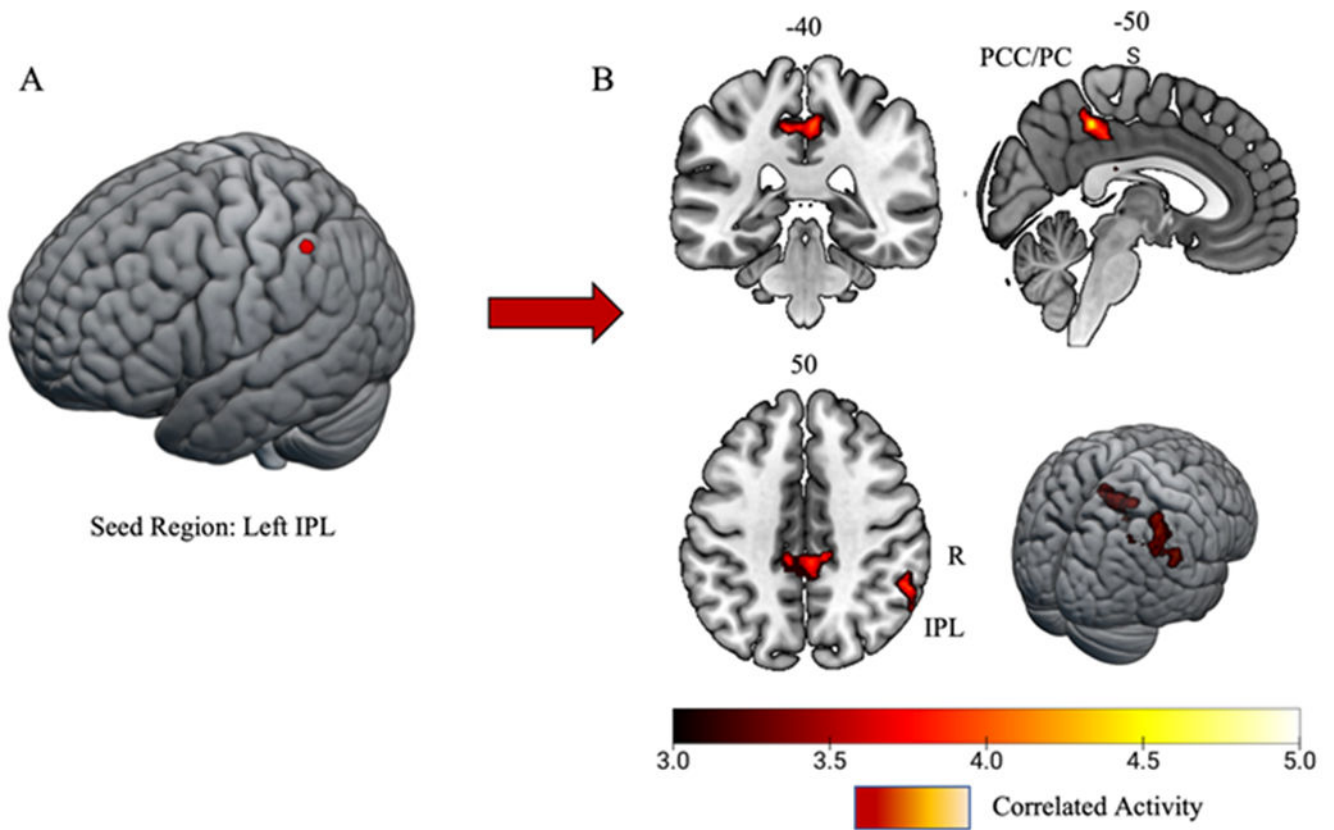 A
B
-40
-50
PCC/PC
S
Seed Region: Left IPL
50
R
IPL
3.0 3.5 4.0 4.5 5.0
Correlated Activity